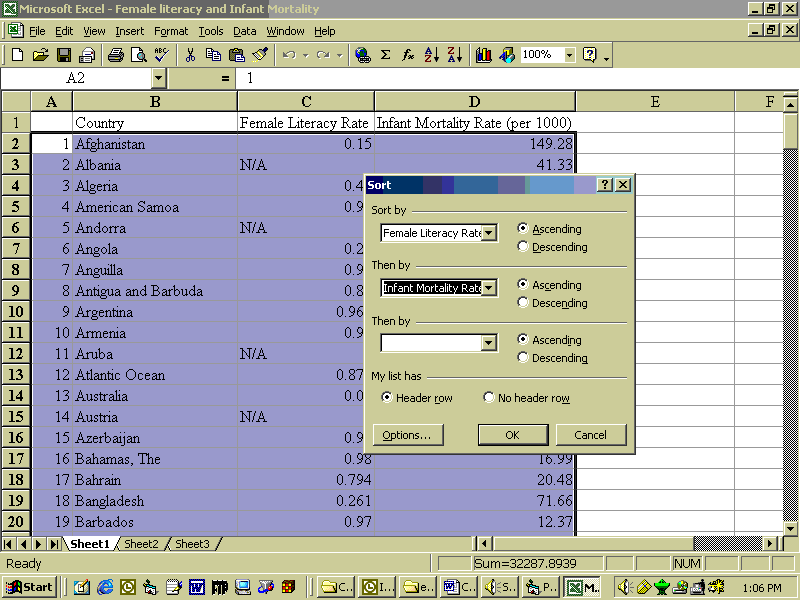 Microsoft Excel - Female literacy and Infant Mortality
File Edit View Insert Format Tools Data Window Help
100%
A2 = 1
A B C D E F
1 Country Female Literacy Rate Infant Mortality Rate (per 1000)
2 1 Afghanistan 0.15 149.28
3 2 Albania N/A 41.33
4 3 Algeria 0.4
5 4 American Samoa 0.9
6 5 Andorra N/A
7 6 Angola 0.2
8 7 Anguilla 0.9
9 8 Antigua and Barbuda 0.8
10 9 Argentina 0.96
11 10 Armenia 0.9
12 11 Aruba N/A
13 12 Atlantic Ocean 0.87
14 13 Australia 0.0
15 14 Austria N/A
16 15 Azerbaijan 0.9
17 16 Bahamas, The 0.98 16.99
18 17 Bahrain 0.794 20.48
19 18 Bangladesh 0.261 71.66
20 19 Barbados 0.97 12.37
Sort
Sort by
Female Literacy Rate
Ascending
Descending
Then by
Infant Mortality Rate
Ascending
Descending
Then by
Ascending
Descending
My list has
Header row No header row
Options... OK Cancel
Sheet1 Sheet2 Sheet3
Ready Sum=32287.8939 NUM
Start C.. I... e.. C... S.. P.. M.. 1:06 PM